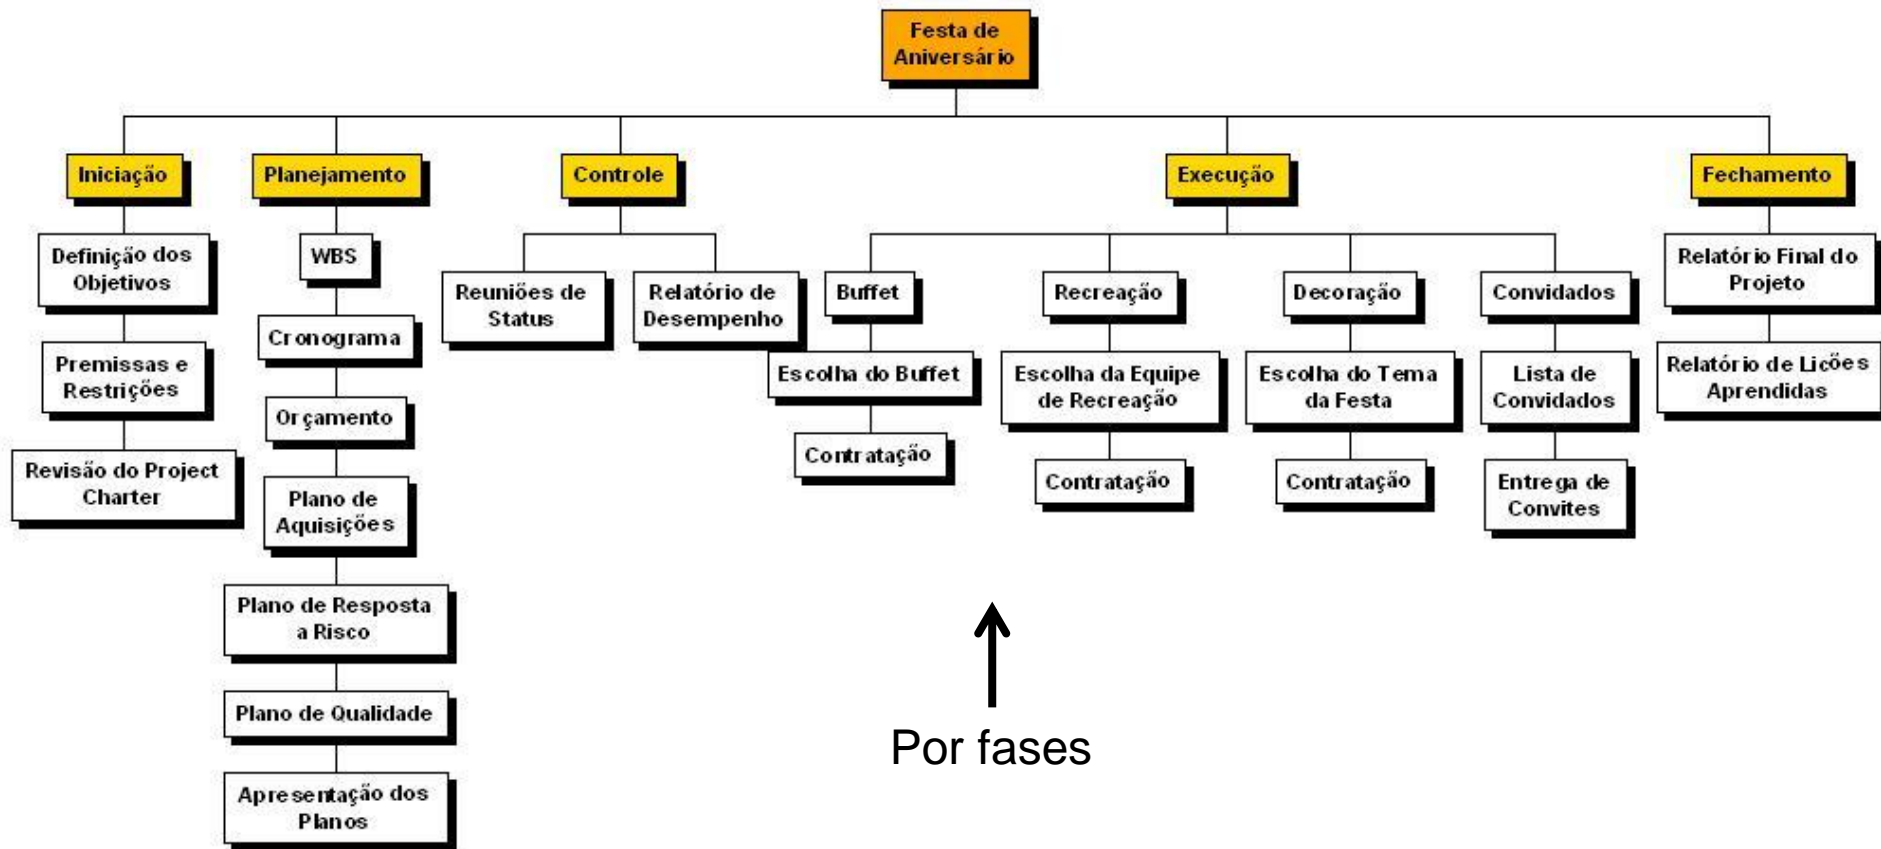 Festa de
Aniversário
Iniciação
Planejamento
Controle
Execução
Fechamento
Definição dos
Objetivos
Premissas e
Restrições
Revisão do Project
Charter
WBS
Cronograma
Orçamento
Plano de
Aquisições
Plano de Resposta
a Risco
Plano de Qualidade
Apresentação dos
Planos
Reuniões de
Status
Relatório de
Desempenho
Buffet
Escolha do Buffet
Contratação
Recreação
Escolha da Equipe
de Recreação
Contratação
Decoração
Escolha do Tema
da Festa
Contratação
Convidados
Lista de
Convidados
Entrega de
Convites
Relatório Final do
Projeto
Relatório de Licões
Aprendidas
Por fases